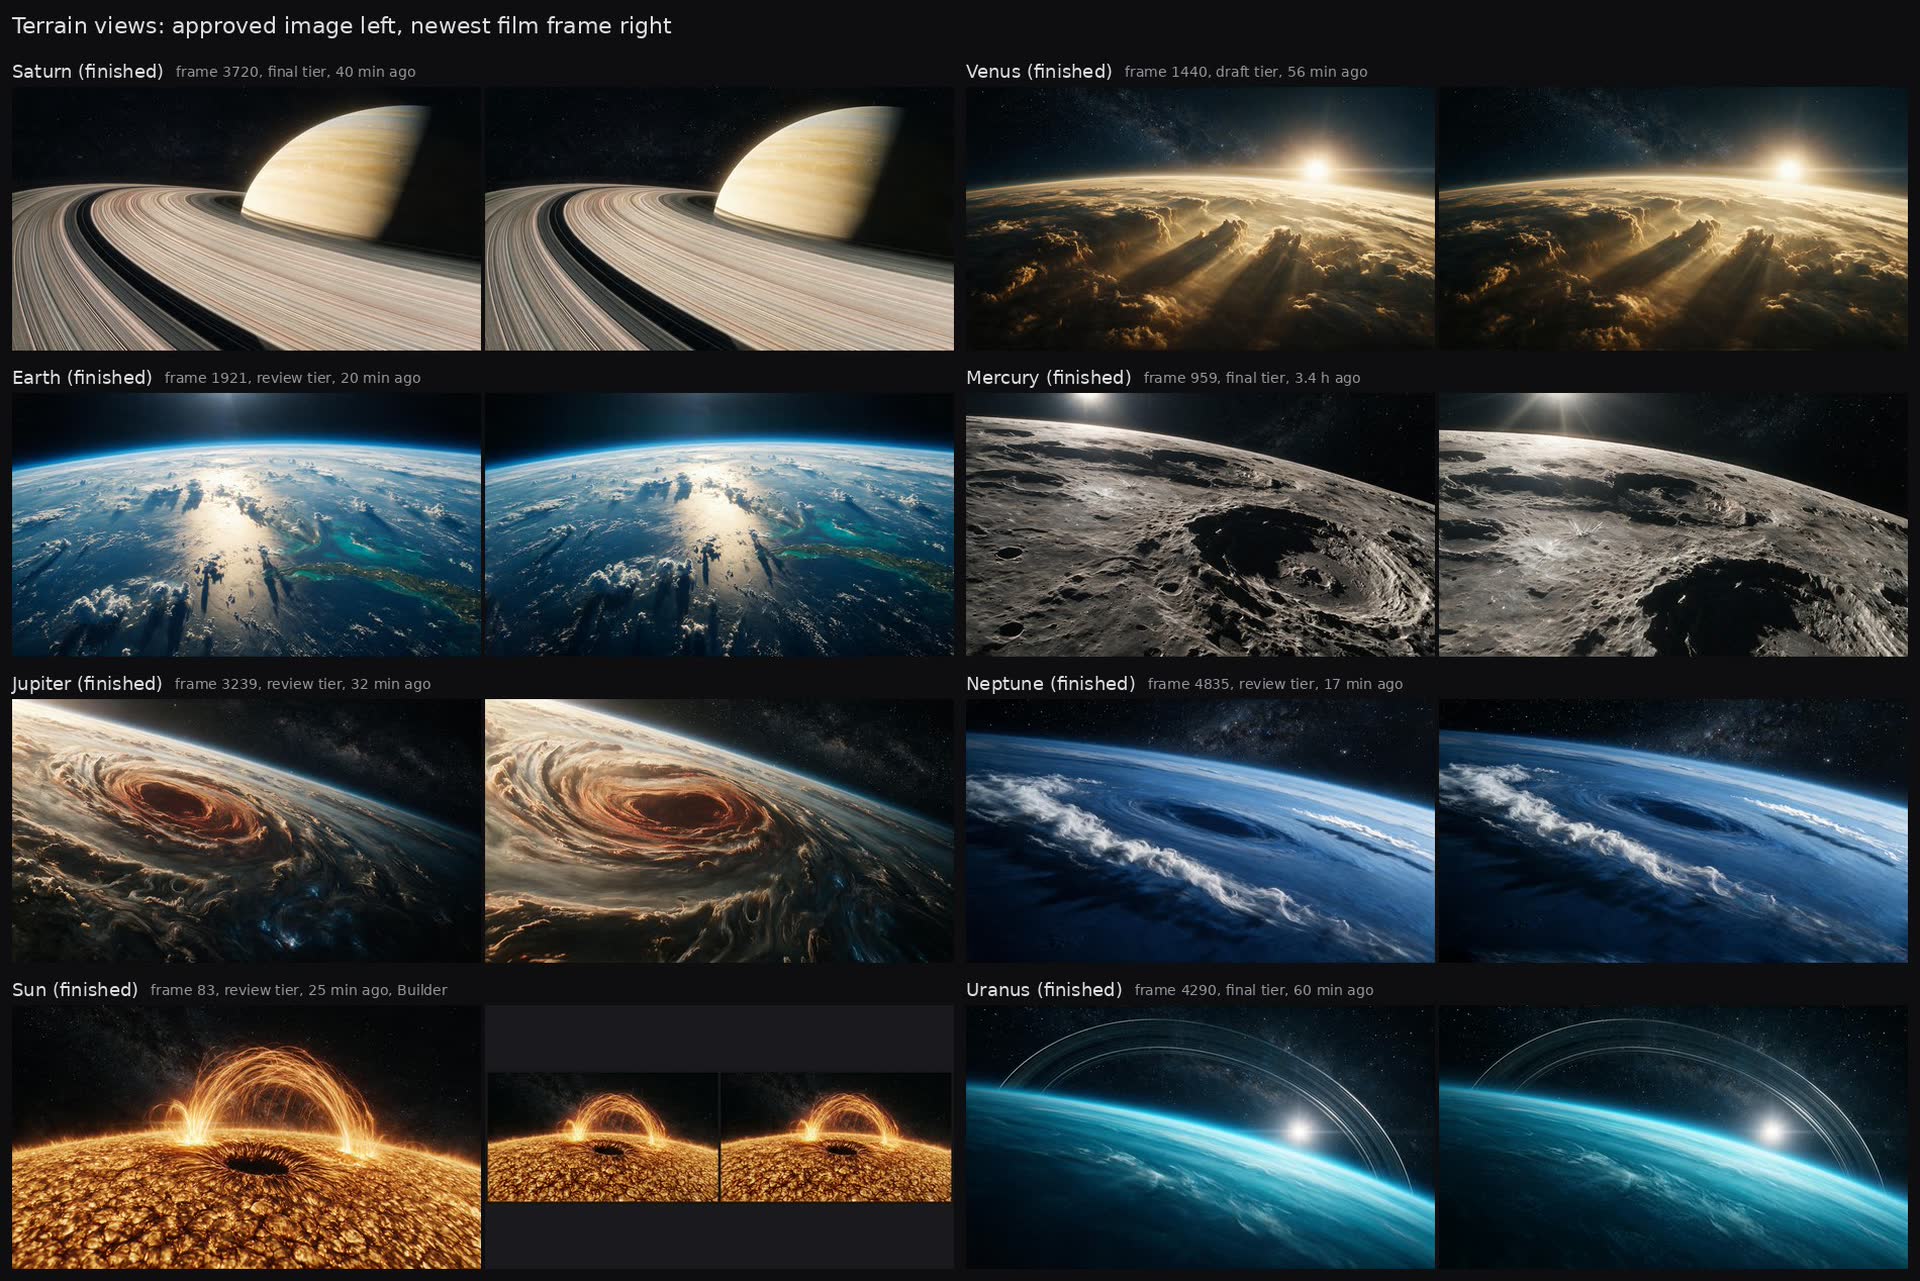 Terrain views: approved image left, newest film frame right
Saturn (finished) frame 3720, final tier, 40 min ago
Venus (finished) frame 1440, draft tier, 56 min ago
Earth (finished) frame 1921, review tier, 20 min ago
Mercury (finished) frame 959, final tier, 3.4 h ago
Jupiter (finished) frame 3239, review tier, 32 min ago
Neptune (finished) frame 4835, review tier, 17 min ago
Sun (finished) frame 83, review tier, 25 min ago, Builder
Uranus (finished) frame 4290, final tier, 60 min ago